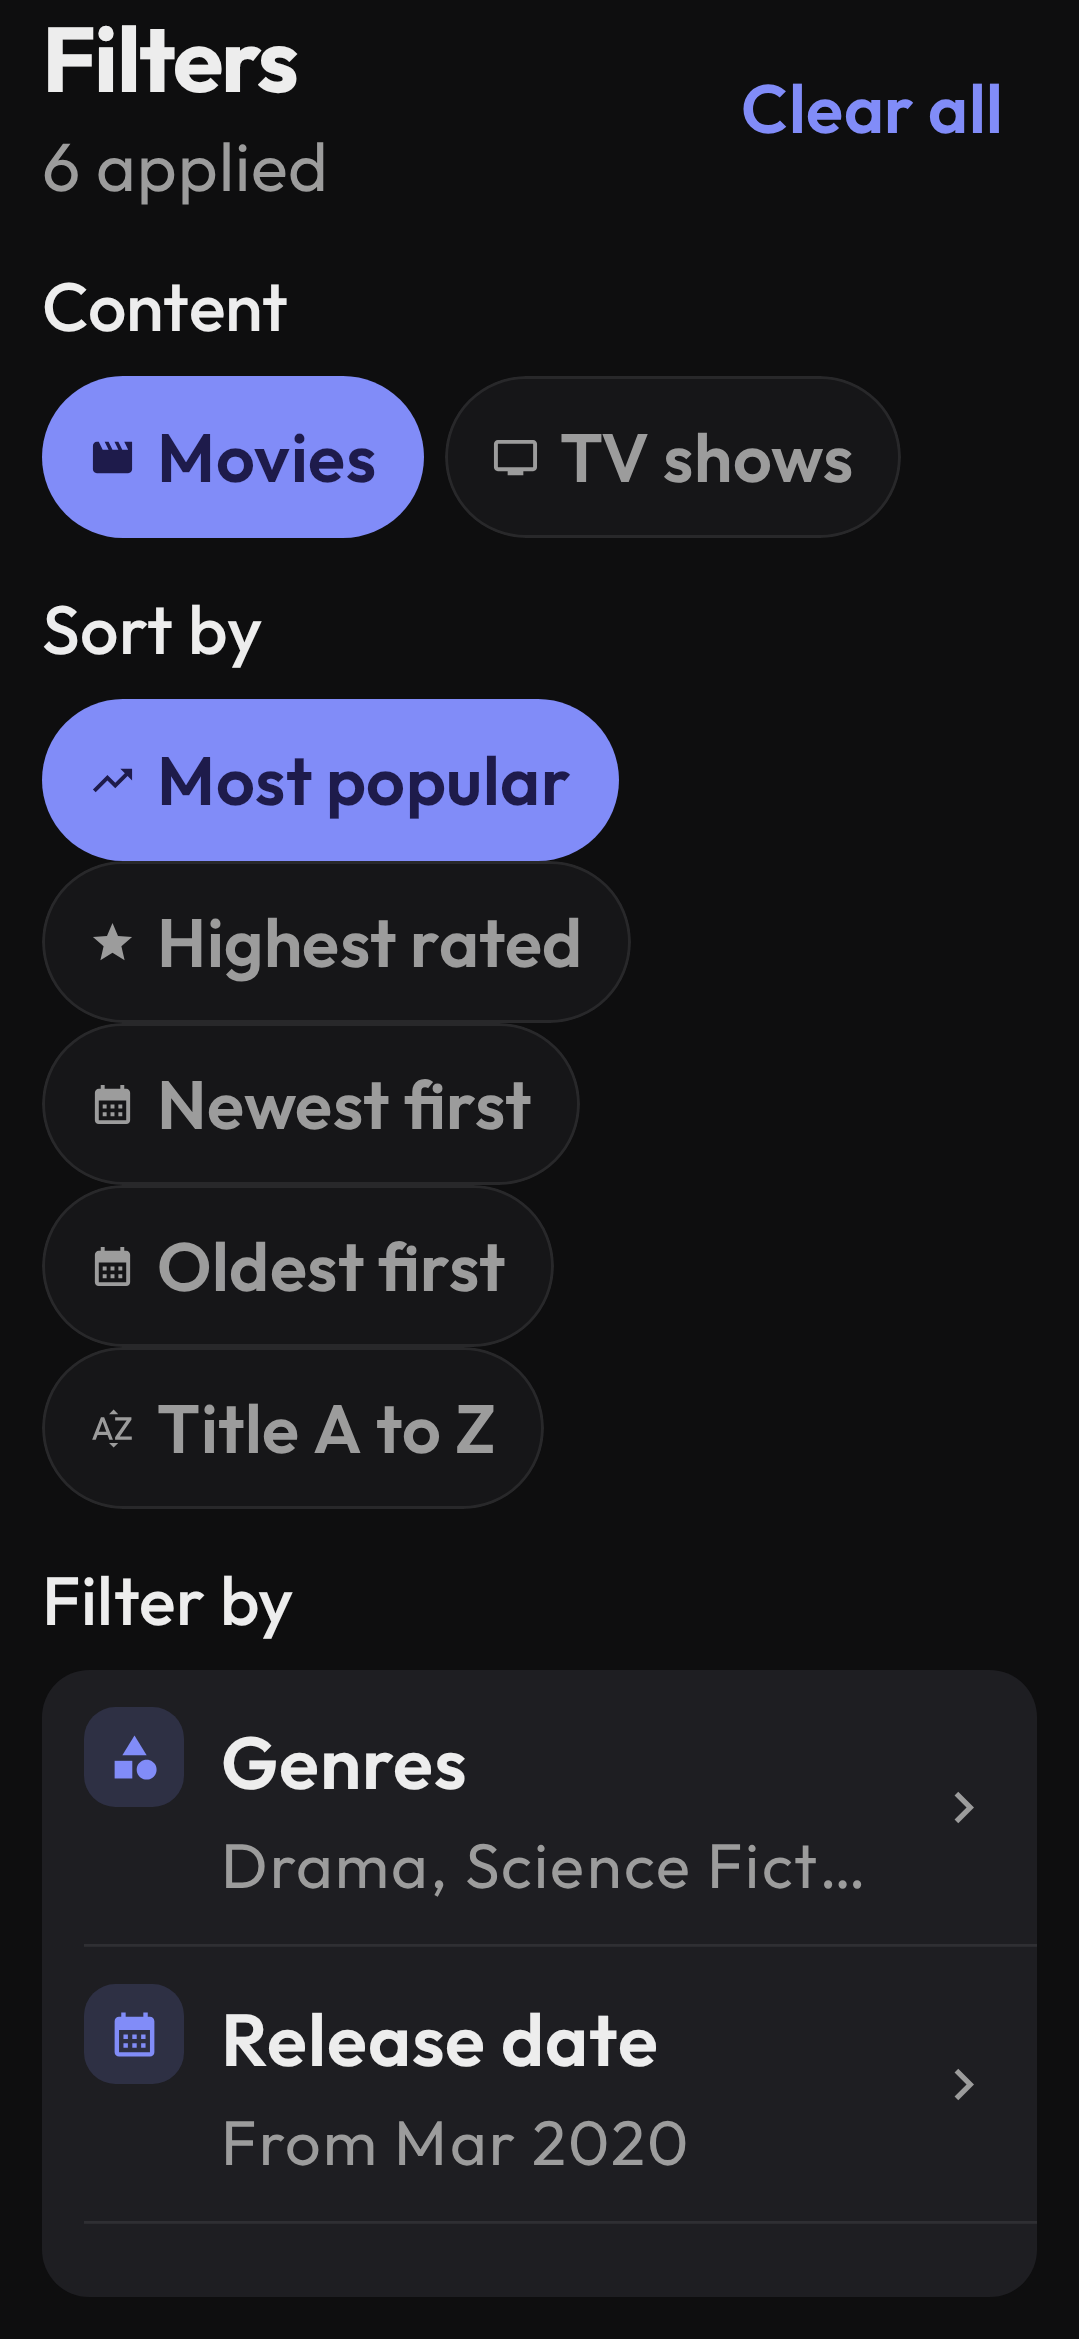 Filters
Clear all
6 applied
Content
Movies
TV shows
Sort by
Most popular
Highest rated
Newest first
Oldest first
Title A to Z
Filter by
Genres
Drama, Science Fict...
Release date
From Mar 2020